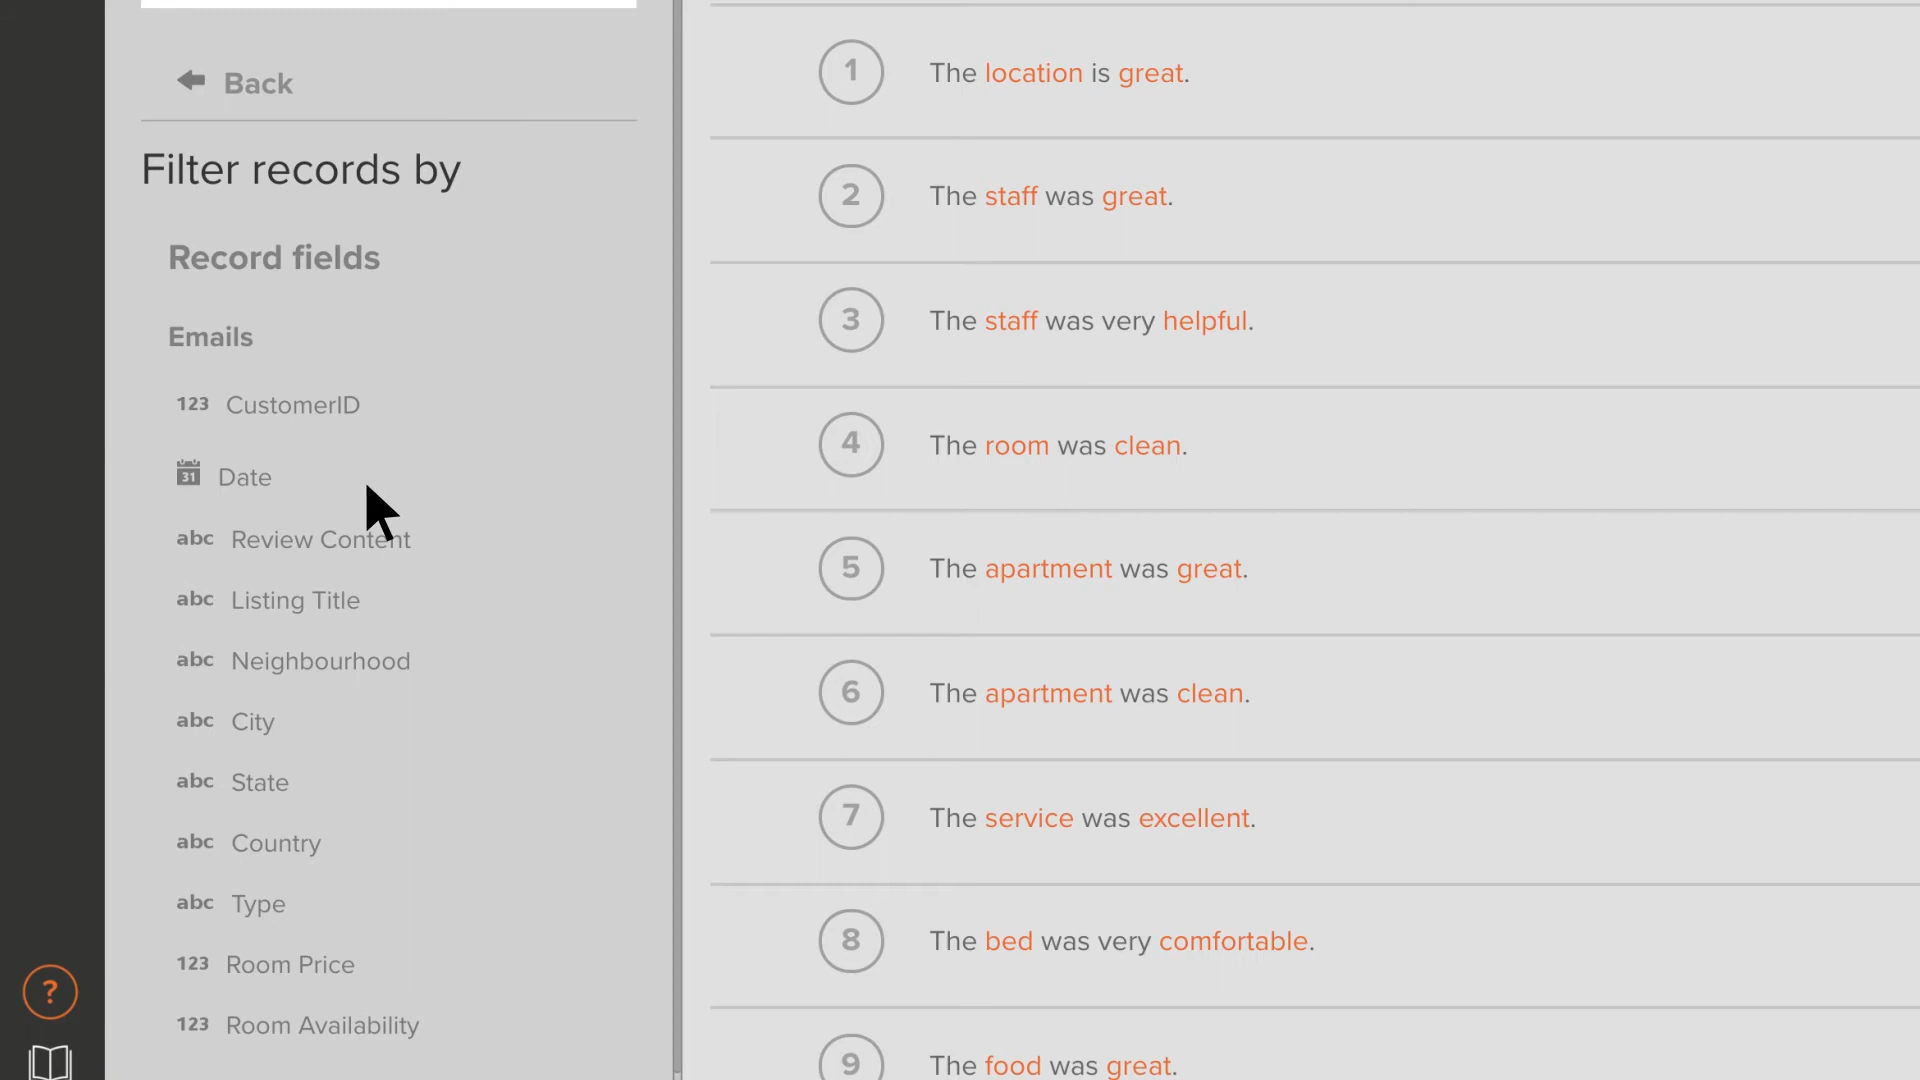 Back
Filter records by
Record fields
Emails
123 CustomerID
31 Date
abc Review Content
abc Listing Title
abc Neighbourhood
abc City
abc State
abc Country
abc Type
123 Room Price
123 Room Availability
?
1 The location is great.
2 The staff was great.
3 The staff was very helpful.
4 The room was clean.
5 The apartment was great.
6 The apartment was clean.
7 The service was excellent.
8 The bed was very comfortable.
9 The food was great.